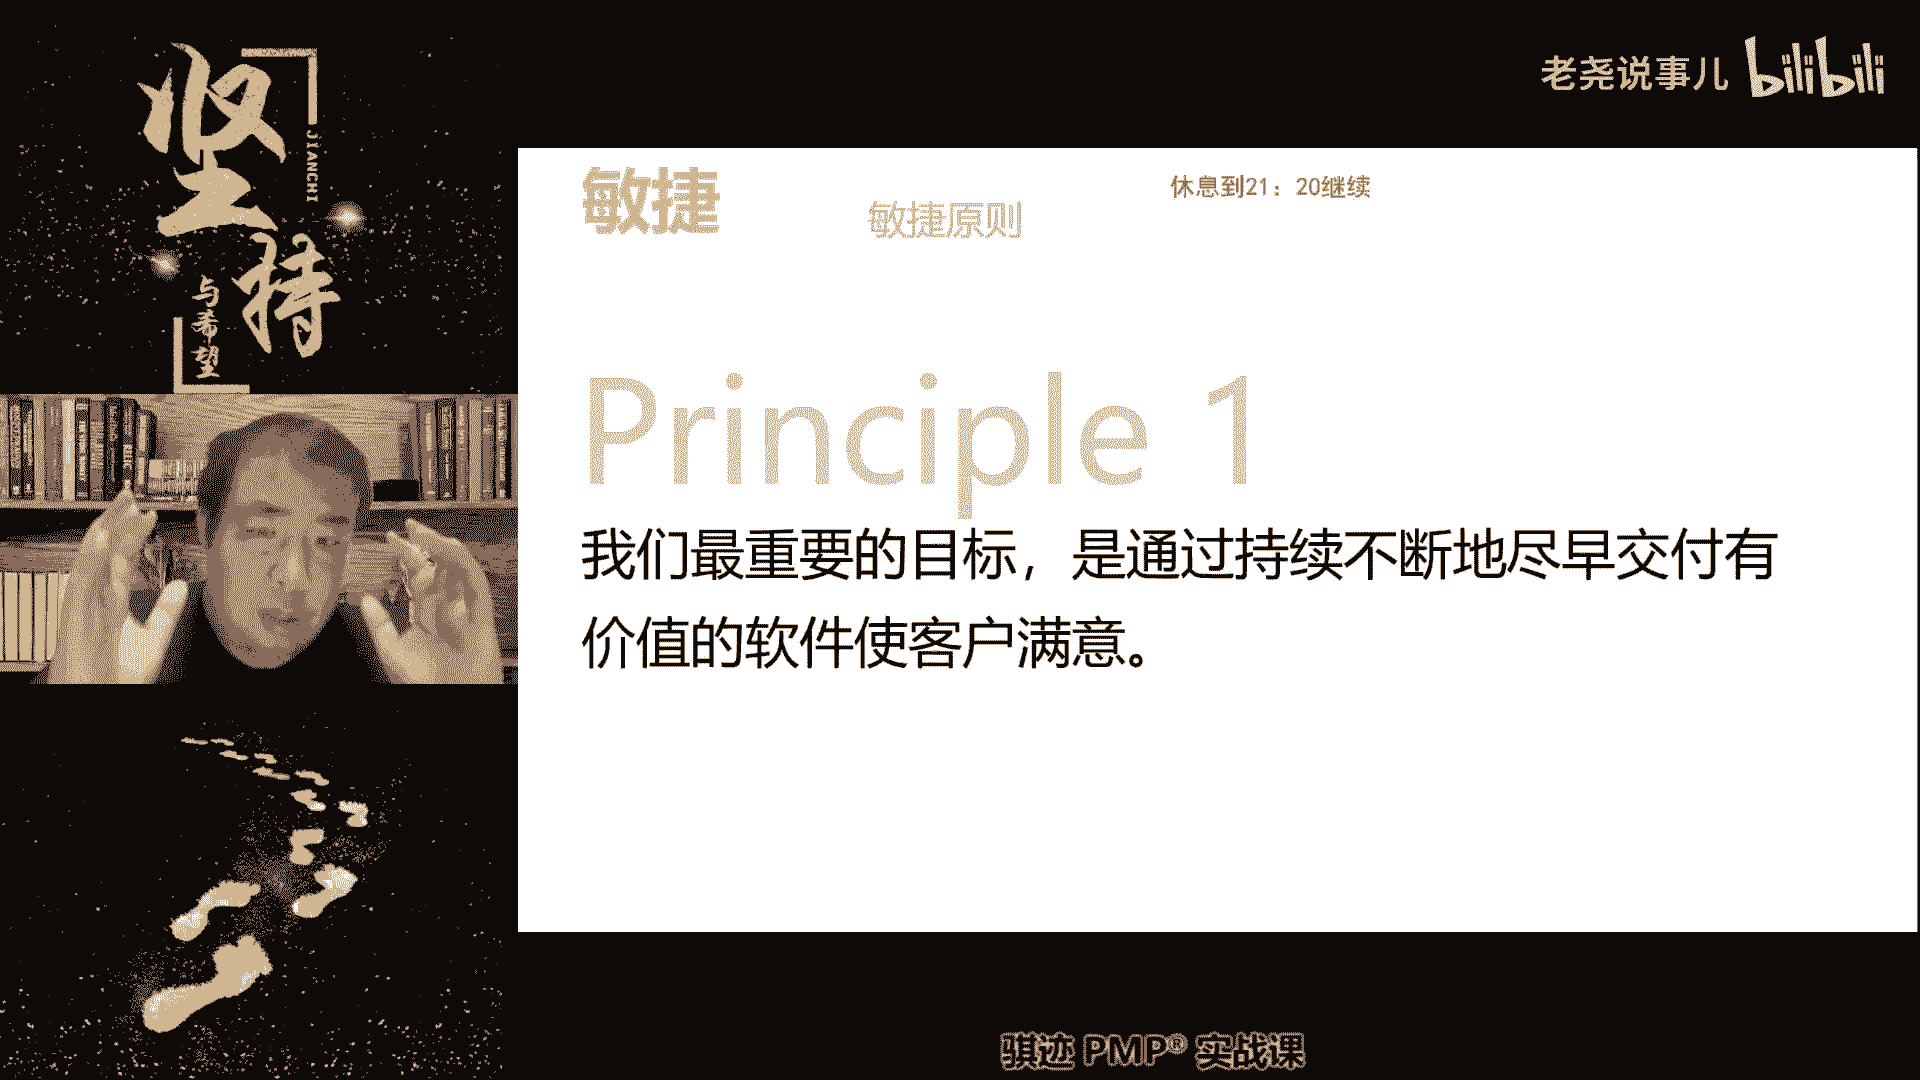 坚持
JIANCHI
与希望
老尧说事儿 bilibili
敏捷
敏捷原则
休息到21：20继续
Principle 1
我们最重要的目标，是通过持续不断地尽早交付有
价值的软件使客户满意。
骐迹 PMP® 实战课